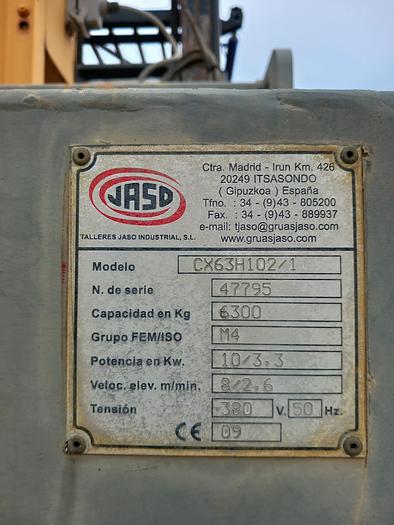 JASO
TALLERES JASO INDUSTRIAL, S.L.
Ctra. Madrid - Irun Km. 426
20249 ITSASONDO
( Gipuzkoa ) España
Tfno. : 34 - (9)43 - 805200
Fax. : 34 - (9)43 - 889937
e-mail: tjaso@gruasjaso.com
www.gruasjaso.com
Modelo CX63H102/1
N. de serie 47795
Capacidad en Kg 6300
Grupo FEM/ISO M4
Potencia en Kw. 10/3.3
Veloc. elev. m/min. 8/2.6
Tensión 380 V. 50 Hz.
CE 09